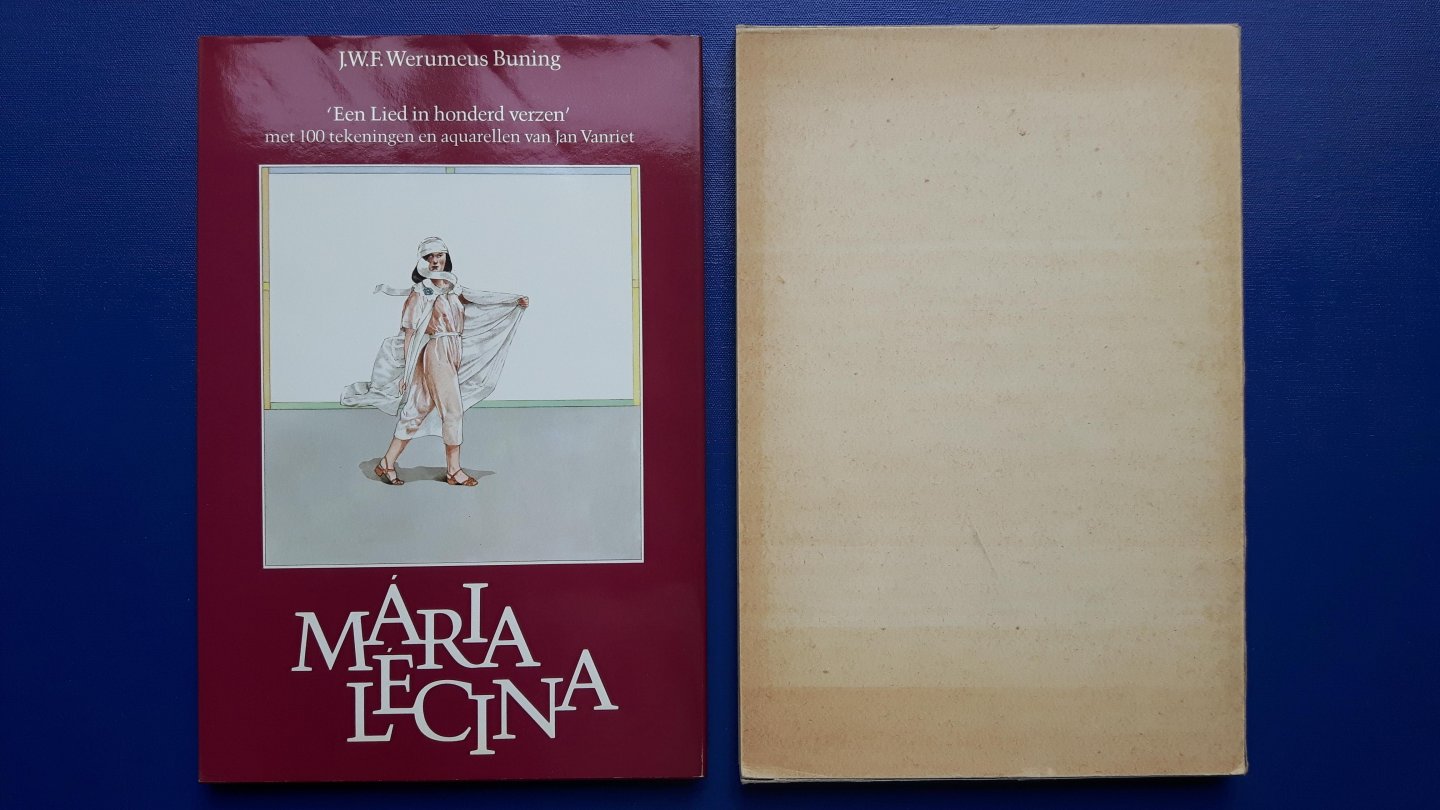 J.W.F. Werumeus Buning
‘Een Lied in honderd verzen’
met 100 tekeningen en aquarellen van Jan Vanriet
MÁRIA
LÉCINA